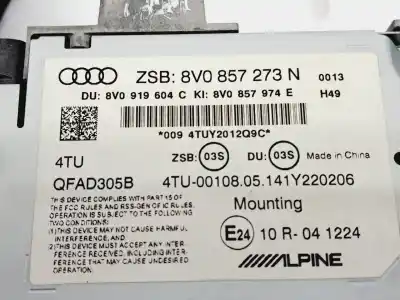 ZSB: 8V0 857 273 N 0013
DU: 8V0 919 604 C KI: 8V0 857 974 E H49
*009 4TUY2012Q9C*
4TU ZSB: 03S DU: 03S Made in China
QFAD305B 4TU-00108.05.141Y220206
THIS DEVICE COMPLIES WITH PART 15 OF
THE FCC RULES AND RSS-GEN OF IC RULES.
OPERATION IS SUBJECT TO THE FOLLOWING
TWO CONDITIONS:
(1)THIS DEVICE MAY NOT CAUSE HARMFUL
INTERFERENCE, AND
(2)THIS DEVICE MUST ACCEPT ANY INTER-
FERENCE RECEIVED, INCLUDING INTER-
FERENCE THAT MAY CAUSE UNDESIRED
OPERATION.
Mounting
E24 10 R- 04 1224
ALPINE